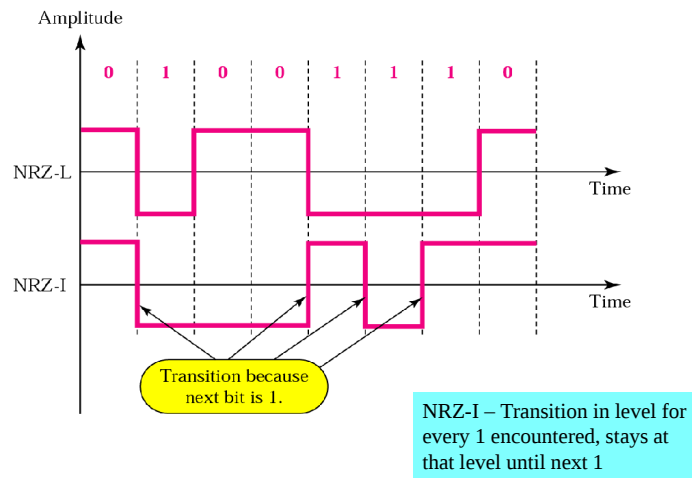 Amplitude
0 1 0 0 1 1 1 0
NRZ-L
Time
NRZ-I
Time
Transition because
next bit is 1.
NRZ-I – Transition in level for
every 1 encountered, stays at
that level until next 1